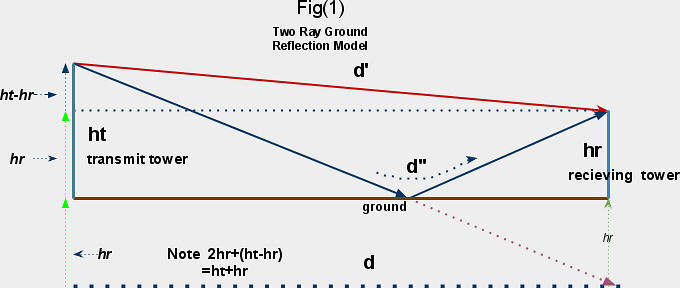 Fig(1)
Two Ray Ground
Reflection Model
d'
ht-hr
ht
transmit tower
hr
d"
hr
recieving tower
ground
hr
hr
Note 2hr+(ht-hr)
=ht+hr
d